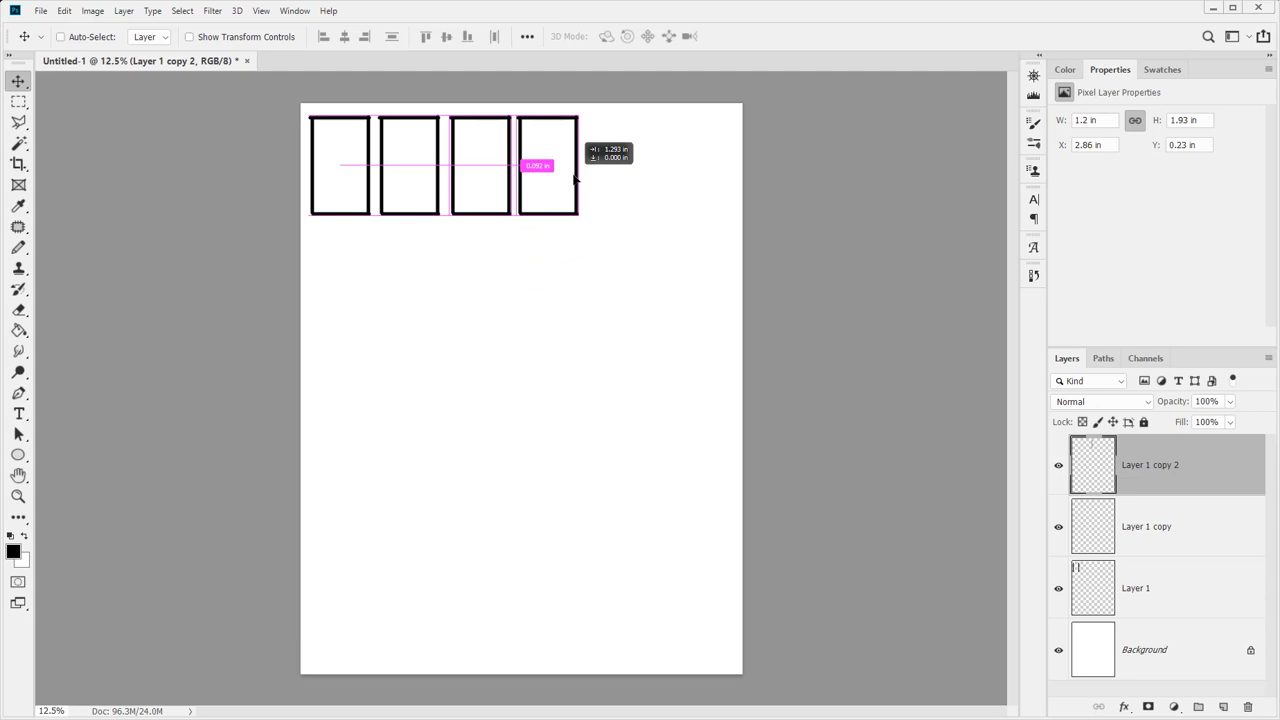 Ps File Edit Image Layer Type Select Filter 3D View Window Help
Auto-Select: Layer Show Transform Controls ••• 3D Mode:
Untitled-1 @ 12.5% (Layer 1 copy 2, RGB/8) * ×
Color Properties Swatches
Pixel Layer Properties
W: 1.2 in H: 1.93 in
X: 2.86 in Y: 0.23 in
1.293 in
0.000 in
0.092 in
Layers Paths Channels
Kind
Normal Opacity: 100%
Lock: Fill: 100%
Layer 1 copy 2
Layer 1 copy
Layer 1
Background
12.5% Doc: 96.3M/24.0M